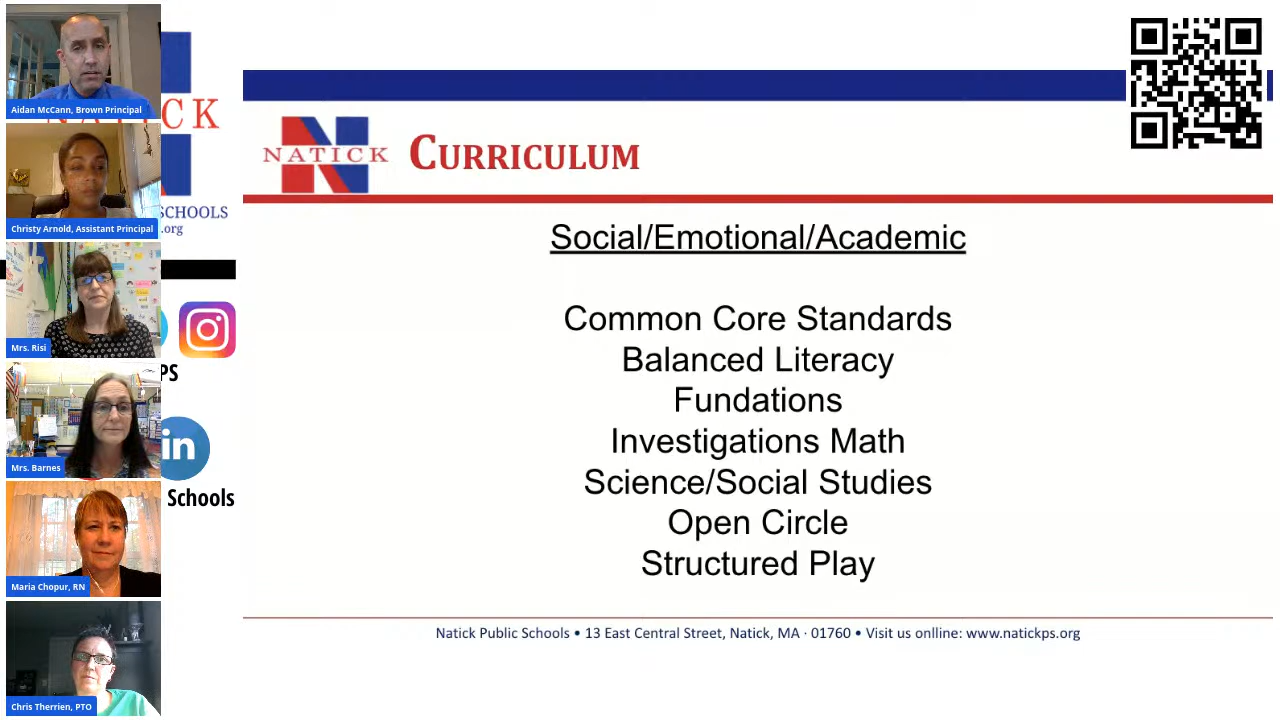 Aidan McCann, Brown Principal
Christy Arnold, Assistant Principal
Mrs. Risi
Mrs. Barnes
Maria Chopur, RN
Chris Therrien, PTO
CK
SCHOOLS
.org
PS
in
Schools
NATICK
CURRICULUM
Social/Emotional/Academic
Common Core Standards
Balanced Literacy
Fundations
Investigations Math
Science/Social Studies
Open Circle
Structured Play
Natick Public Schools • 13 East Central Street, Natick, MA · 01760 • Visit us onlline: www.natickps.org